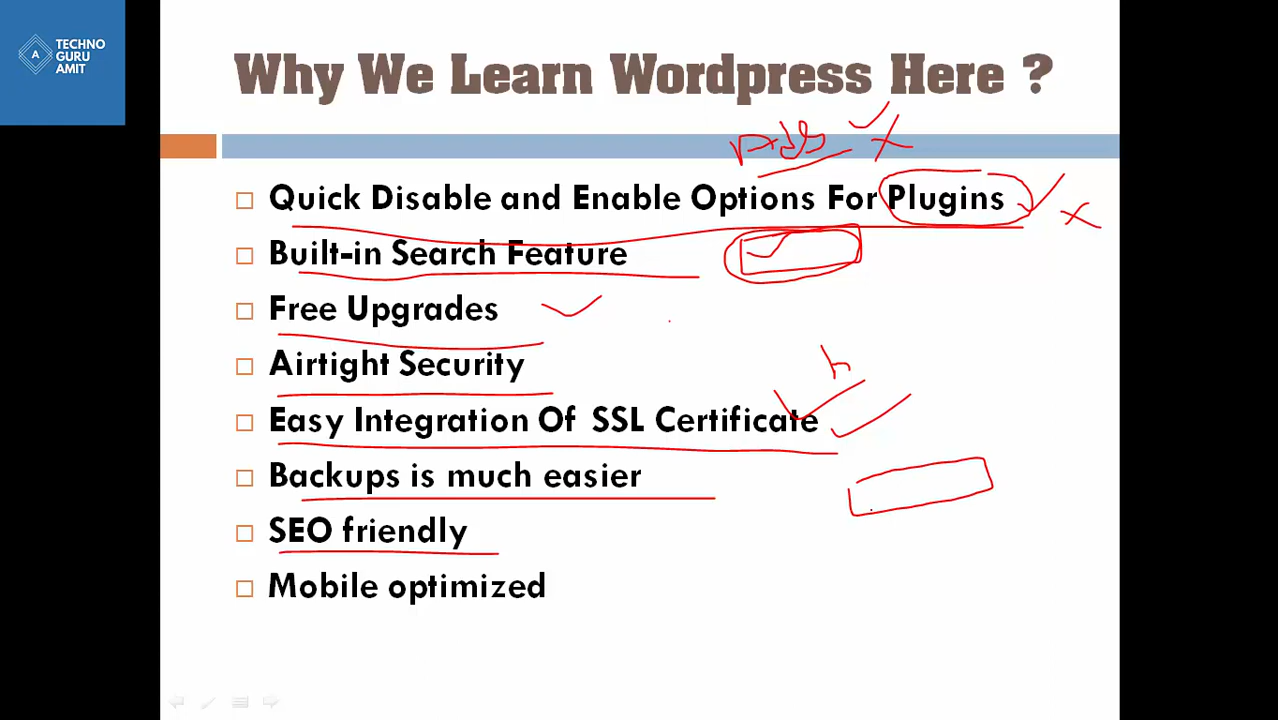 TECHNO
GURU
AMIT
A
Why We Learn Wordpress Here ?
Quick Disable and Enable Options For Plugins
Built-in Search Feature
Free Upgrades
Airtight Security
Easy Integration Of SSL Certificate
Backups is much easier
SEO friendly
Mobile optimized